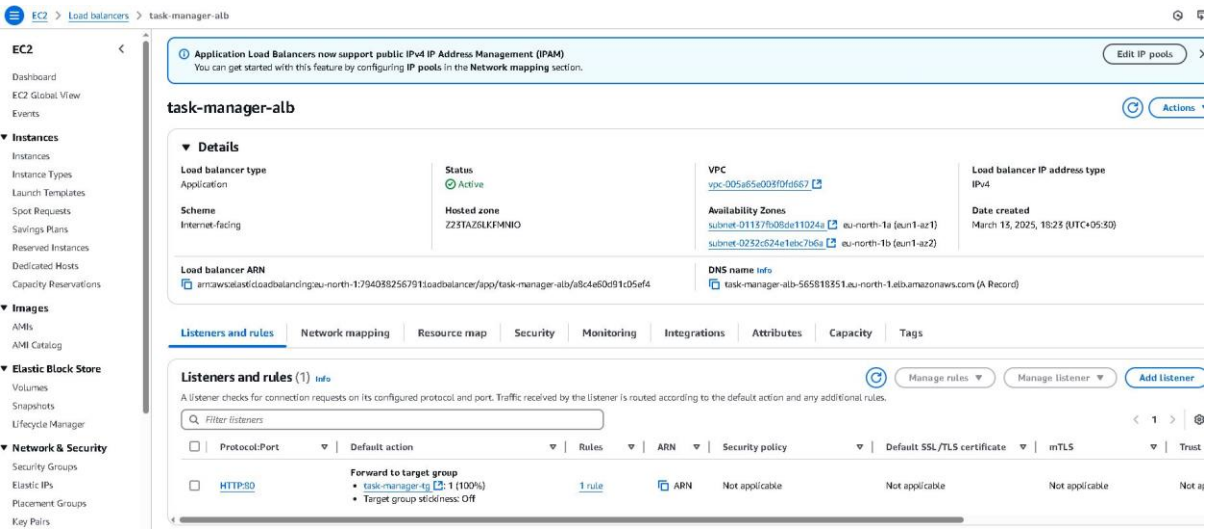 EC2 > Load balancers > task-manager-alb
EC2
Dashboard
EC2 Global View
Events
Instances
Instances
Instance Types
Launch Templates
Spot Requests
Savings Plans
Reserved Instances
Dedicated Hosts
Capacity Reservations
Images
AMIs
AMI Catalog
Elastic Block Store
Volumes
Snapshots
Lifecycle Manager
Network & Security
Security Groups
Elastic IPs
Placement Groups
Key Pairs
Application Load Balancers now support public IPv4 IP Address Management (IPAM)
You can get started with this feature by configuring IP pools in the Network mapping section.
Edit IP pools
task-manager-alb
Actions
Details
Load balancer type
Application
Status
Active
VPC
vpc-005a65e003f0fd667
Load balancer IP address type
IPv4
Scheme
Internet-facing
Hosted zone
Z23TAZ6LKFMNIO
Availability Zones
subnet-01137fb08de11024a eu-north-1a (eun1-az1)
subnet-0232c624e1ebc7b6a eu-north-1b (eun1-az2)
Date created
March 13, 2025, 18:23 (UTC+05:30)
Load balancer ARN
arn:aws:elasticloadbalancing:eu-north-1:794038256791:loadbalancer/app/task-manager-alb/a8c4e60d91c05ef4
DNS name Info
task-manager-alb-565818351.eu-north-1.elb.amazonaws.com (A Record)
Listeners and rules Network mapping Resource map Security Monitoring Integrations Attributes Capacity Tags
Listeners and rules (1) Info
Manage rules Manage listener Add listener
A listener checks for connection requests on its configured protocol and port. Traffic received by the listener is routed according to the default action and any additional rules.
Filter listeners
1
Protocol:Port Default action Rules ARN Security policy Default SSL/TLS certificate mTLS Trust
Forward to target group
HTTP:80 • task-manager-tg: 1 (100%) 1 rule ARN Not applicable Not applicable Not applicable
• Target group stickiness: Off